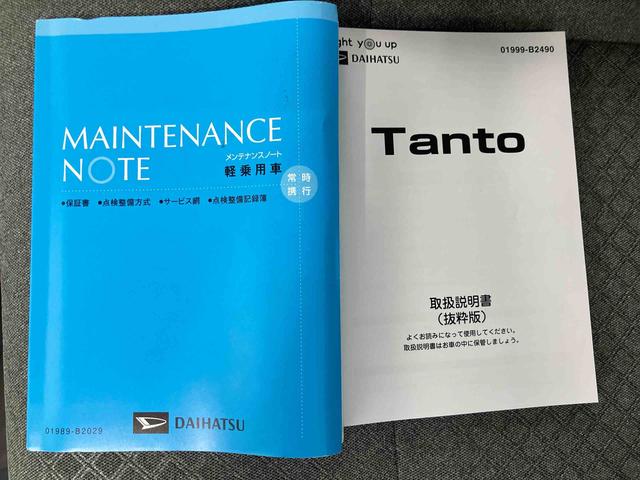 MAINTENANCE
NOTE
メンテナンスノート
軽乗用車
常時
携行
●保証書 ●点検整備方式 ●サービス網 ●点検整備記録簿
DAIHATSU
01989-B2029
ght you up
DAIHATSU
01999-B2490
Tanto
取扱説明書
(抜粋版)
よくお読みになって使用してください。
取扱説明書はお車の中に保管しましょう。